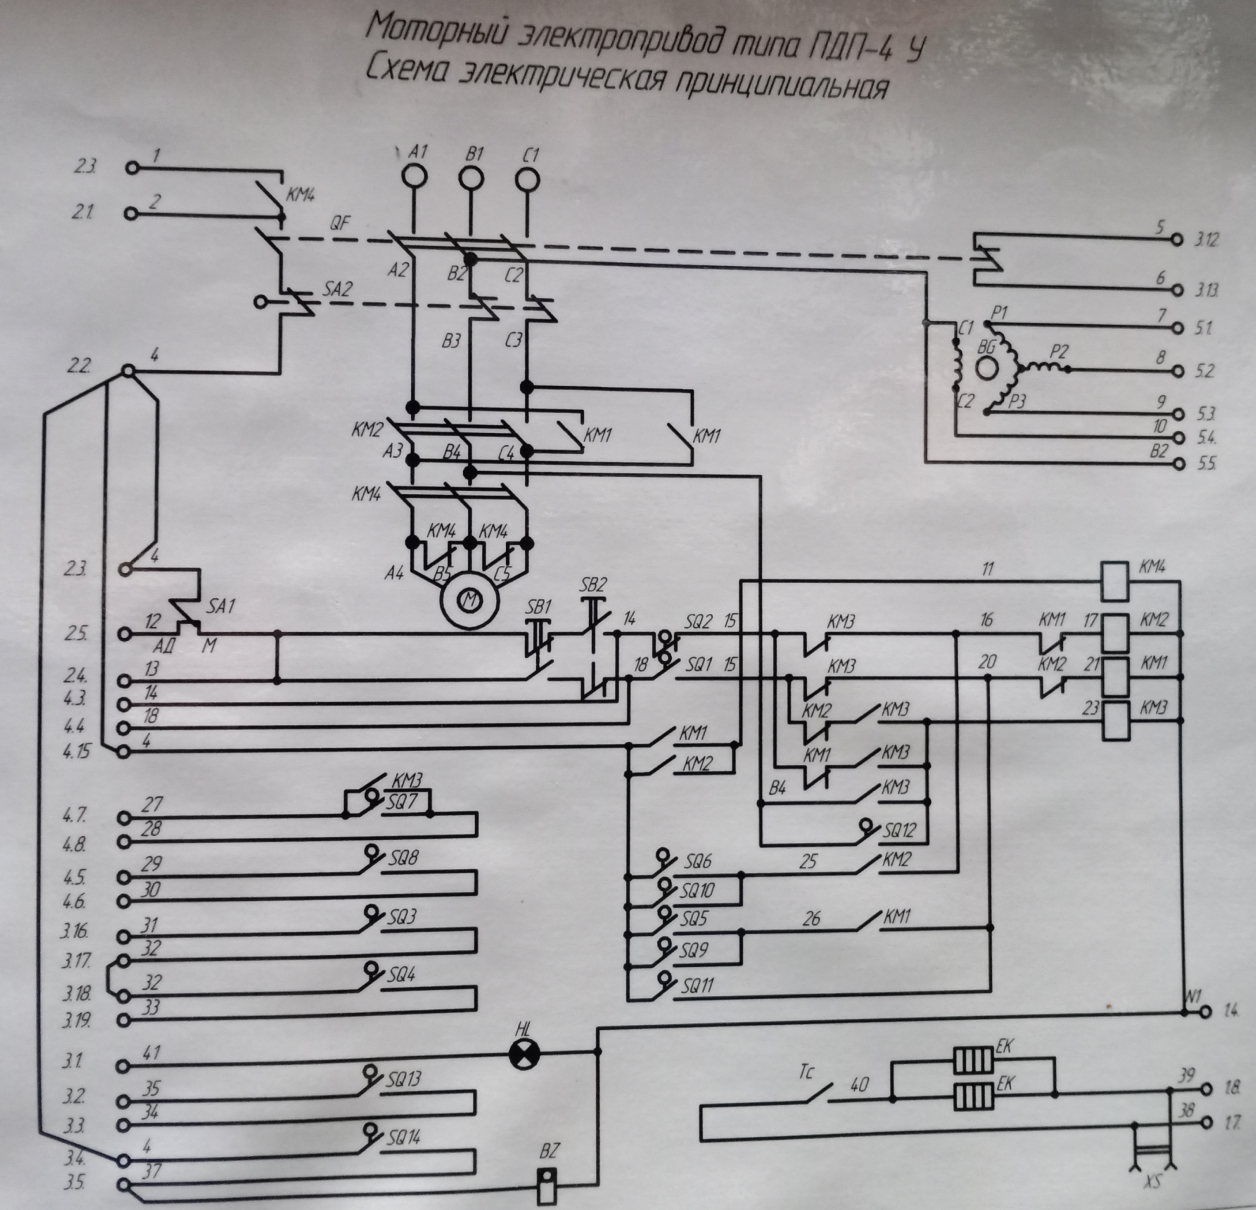 Моторный электропривод типа ПДП-4 У
Схема электрическая принципиальная
A1 B1 C1
2.3. 1
KM4
2.1. 2
QF
A2 B2 C2
5 3.12
SA2
6 3.13.
B3 C3
C1 P1 7 5.1.
BG P2 8 5.2
2.2. 4
C2 P3 9 5.3.
10 5.4.
B2 5.5.
KM2 KM1 KM1
A3 B4 C4
KM4
KM4 KM4
A4 B5 C5
M
2.3. 4
SA1
11 KM4
SB1 SB2
2.5. 12 АД М 14 SQ2 15 KM3 16 KM1 17 KM2
2.4. 13 18 SQ1 15 KM3 20 KM2 21 KM1
4.3. 14
4.4 18 KM2 KM3 23 KM3
4.15 4 KM1
KM2 KM1 KM3
B4 KM3
KM3
4.7. 27 SQ7
4.8. 28 SQ12
4.5. 29 SQ8 SQ6 25 KM2
4.6. 30 SQ10
3.16. 31 SQ3 SQ5 26 KM1
3.17. 32 SQ9
3.18. 32 SQ4 SQ11
3.19. 33
N1 1.4.
HL
3.1. 41
EK
Tc 40 EK 39 1.8.
3.2 35 SQ13
3.3. 34 38 1.7.
3.4. 4 SQ14
3.5. 37 BZ
XS